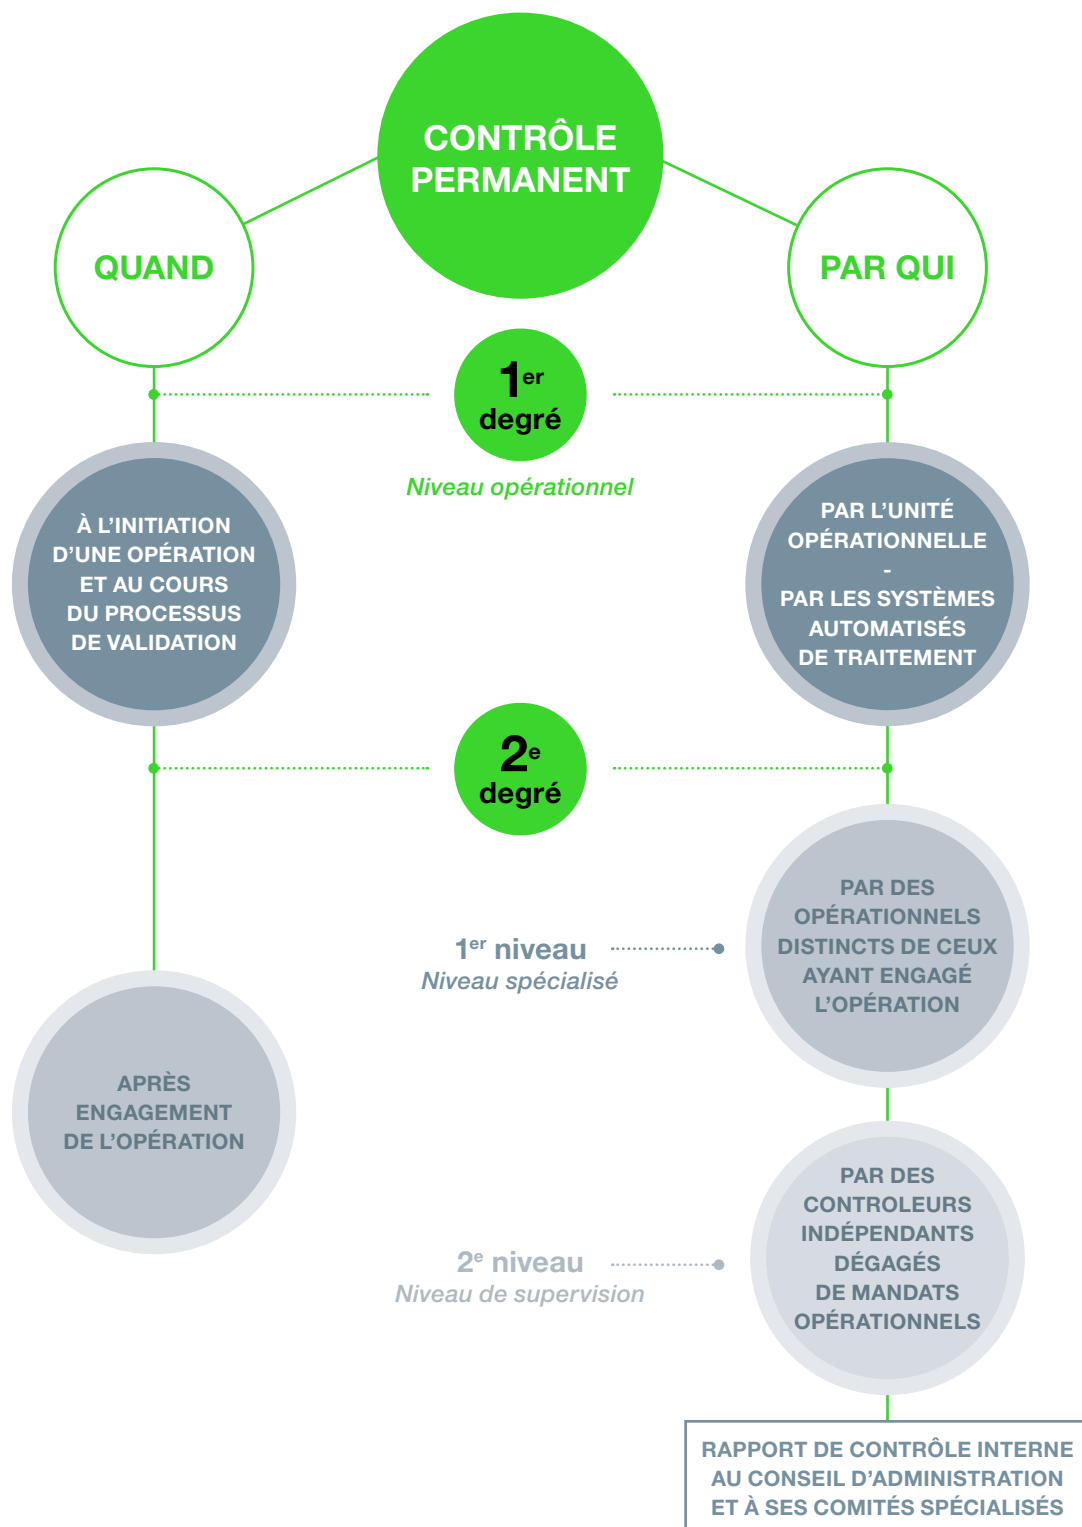 CONTRÔLE
PERMANENT
QUAND
PAR QUI
1er
degré
Niveau opérationnel
À L'INITIATION
D'UNE OPÉRATION
ET AU COURS
DU PROCESSUS
DE VALIDATION
PAR L'UNITÉ
OPÉRATIONNELLE
-
PAR LES SYSTÈMES
AUTOMATISÉS
DE TRAITEMENT
2e
degré
1er niveau
Niveau spécialisé
PAR DES
OPÉRATIONNELS
DISTINCTS DE CEUX
AYANT ENGAGÉ
L'OPÉRATION
APRÈS
ENGAGEMENT
DE L'OPÉRATION
2e niveau
Niveau de supervision
PAR DES
CONTROLEURS
INDÉPENDANTS
DÉGAGÉS
DE MANDATS
OPÉRATIONNELS
RAPPORT DE CONTRÔLE INTERNE
AU CONSEIL D'ADMINISTRATION
ET À SES COMITÉS SPÉCIALISÉS